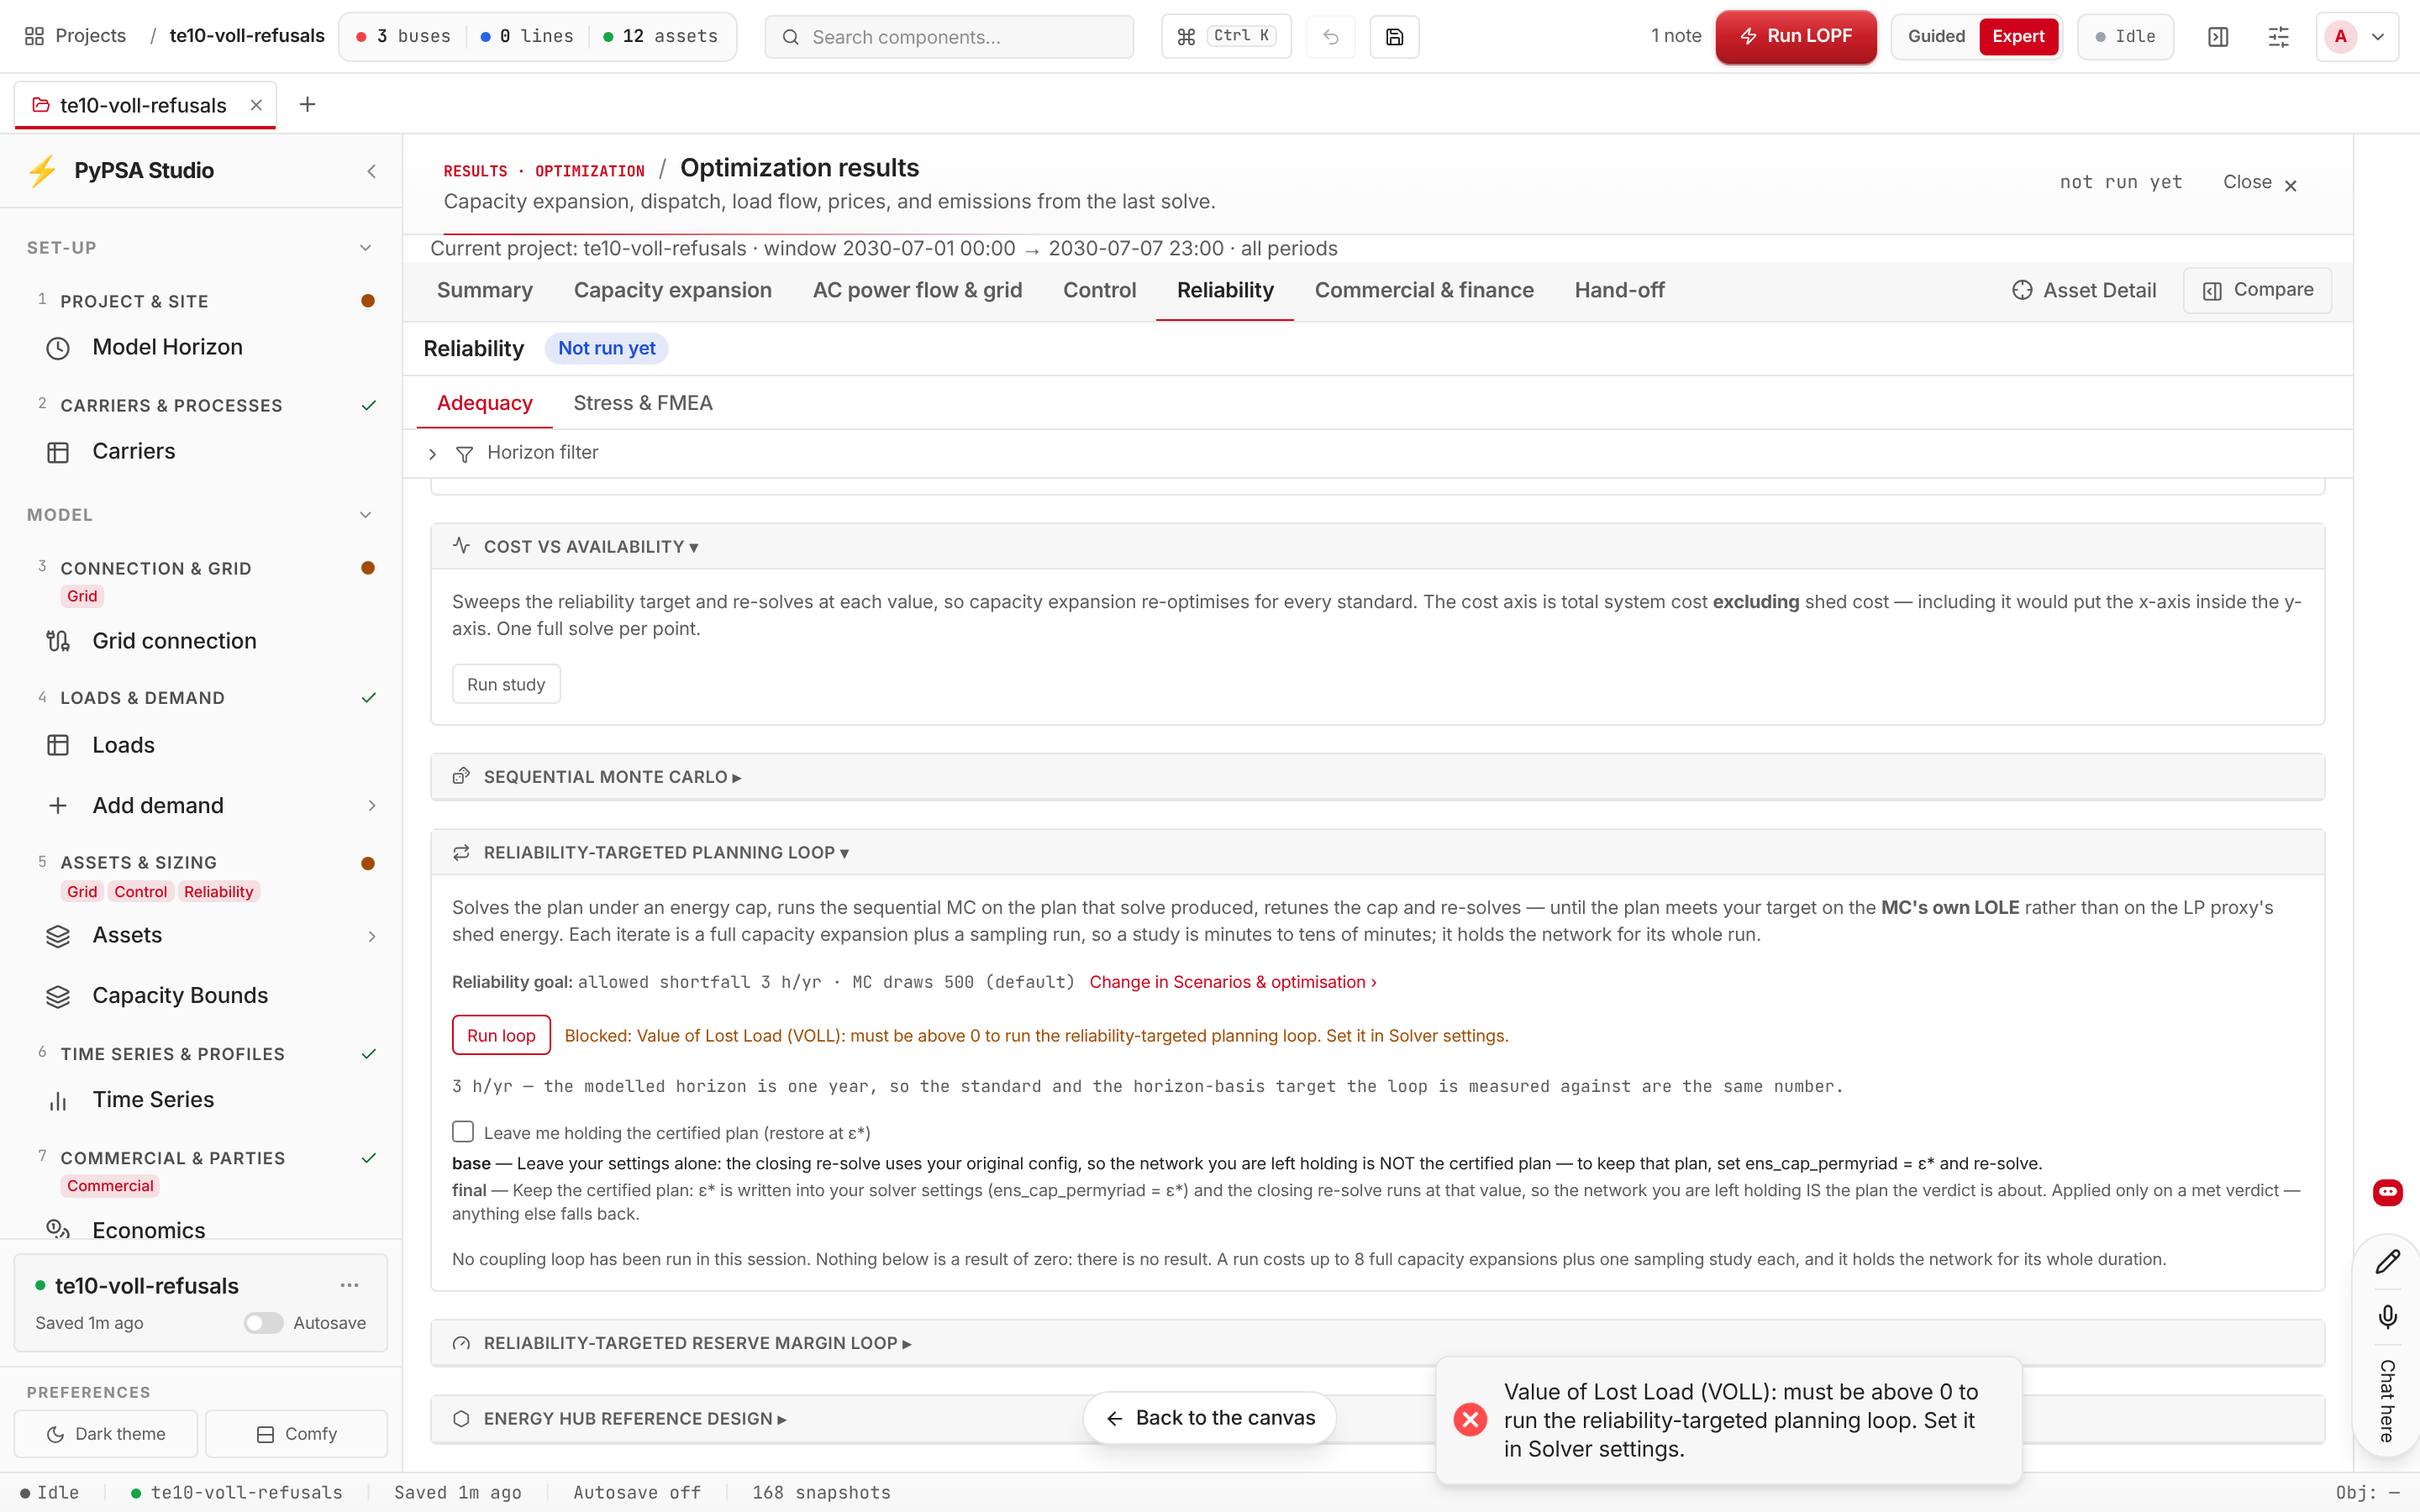 Projects / te10-voll-refusals
3 buses
0 lines
12 assets
Search components...
Ctrl K
1 note
Run LOPF
Guided
Expert
Idle
A
te10-voll-refusals
PyPSA Studio
SET-UP
1 PROJECT & SITE
Model Horizon
2 CARRIERS & PROCESSES
Carriers
MODEL
3 CONNECTION & GRID
Grid
Grid connection
4 LOADS & DEMAND
Loads
Add demand
5 ASSETS & SIZING
Grid Control Reliability
Assets
Capacity Bounds
6 TIME SERIES & PROFILES
Time Series
7 COMMERCIAL & PARTIES
Commercial
Economics
te10-voll-refusals
Saved 1m ago
Autosave
PREFERENCES
Dark theme
Comfy
RESULTS · OPTIMIZATION / Optimization results
Capacity expansion, dispatch, load flow, prices, and emissions from the last solve.
not run yet
Close
Current project: te10-voll-refusals · window 2030-07-01 00:00 → 2030-07-07 23:00 · all periods
Summary
Capacity expansion
AC power flow & grid
Control
Reliability
Commercial & finance
Hand-off
Asset Detail
Compare
Reliability
Not run yet
Adequacy
Stress & FMEA
Horizon filter
COST VS AVAILABILITY ▾
Sweeps the reliability target and re-solves at each value, so capacity expansion re-optimises for every standard. The cost axis is total system cost excluding shed cost — including it would put the x-axis inside the y-
axis. One full solve per point.
Run study
SEQUENTIAL MONTE CARLO ▸
RELIABILITY-TARGETED PLANNING LOOP ▾
Solves the plan under an energy cap, runs the sequential MC on the plan that solve produced, retunes the cap and re-solves — until the plan meets your target on the MC's own LOLE rather than on the LP proxy's
shed energy. Each iterate is a full capacity expansion plus a sampling run, so a study is minutes to tens of minutes; it holds the network for its whole run.
Reliability goal: allowed shortfall 3 h/yr · MC draws 500 (default) Change in Scenarios & optimisation ›
Run loop
Blocked: Value of Lost Load (VOLL): must be above 0 to run the reliability-targeted planning loop. Set it in Solver settings.
3 h/yr — the modelled horizon is one year, so the standard and the horizon-basis target the loop is measured against are the same number.
Leave me holding the certified plan (restore at ε*)
base — Leave your settings alone: the closing re-solve uses your original config, so the network you are left holding is NOT the certified plan — to keep that plan, set ens_cap_permyriad = ε* and re-solve.
final — Keep the certified plan: ε* is written into your solver settings (ens_cap_permyriad = ε*) and the closing re-solve runs at that value, so the network you are left holding IS the plan the verdict is about. Applied only on a met verdict —
anything else falls back.
No coupling loop has been run in this session. Nothing below is a result of zero: there is no result. A run costs up to 8 full capacity expansions plus one sampling study each, and it holds the network for its whole duration.
RELIABILITY-TARGETED RESERVE MARGIN LOOP ▸
ENERGY HUB REFERENCE DESIGN ▸
Back to the canvas
Value of Lost Load (VOLL): must be above 0 to
run the reliability-targeted planning loop. Set it
in Solver settings.
Chat here
Idle
te10-voll-refusals
Saved 1m ago
Autosave off
168 snapshots
Obj: —